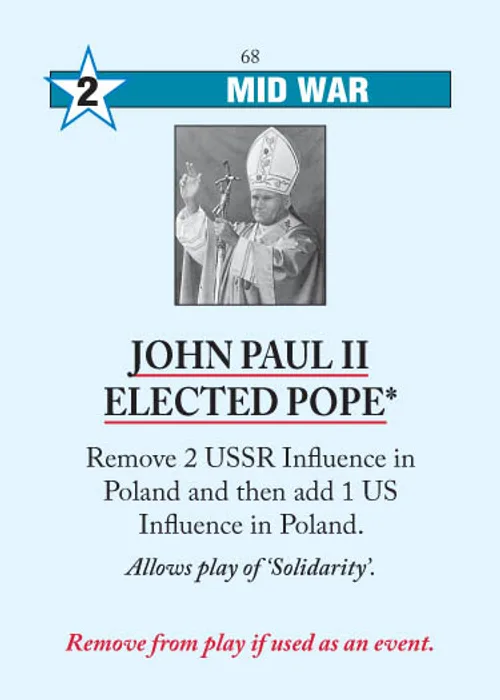 68
2
MID WAR
JOHN PAUL II
ELECTED POPE*
Remove 2 USSR Influence in
Poland and then add 1 US
Influence in Poland.
Allows play of ‘Solidarity’.
Remove from play if used as an event.